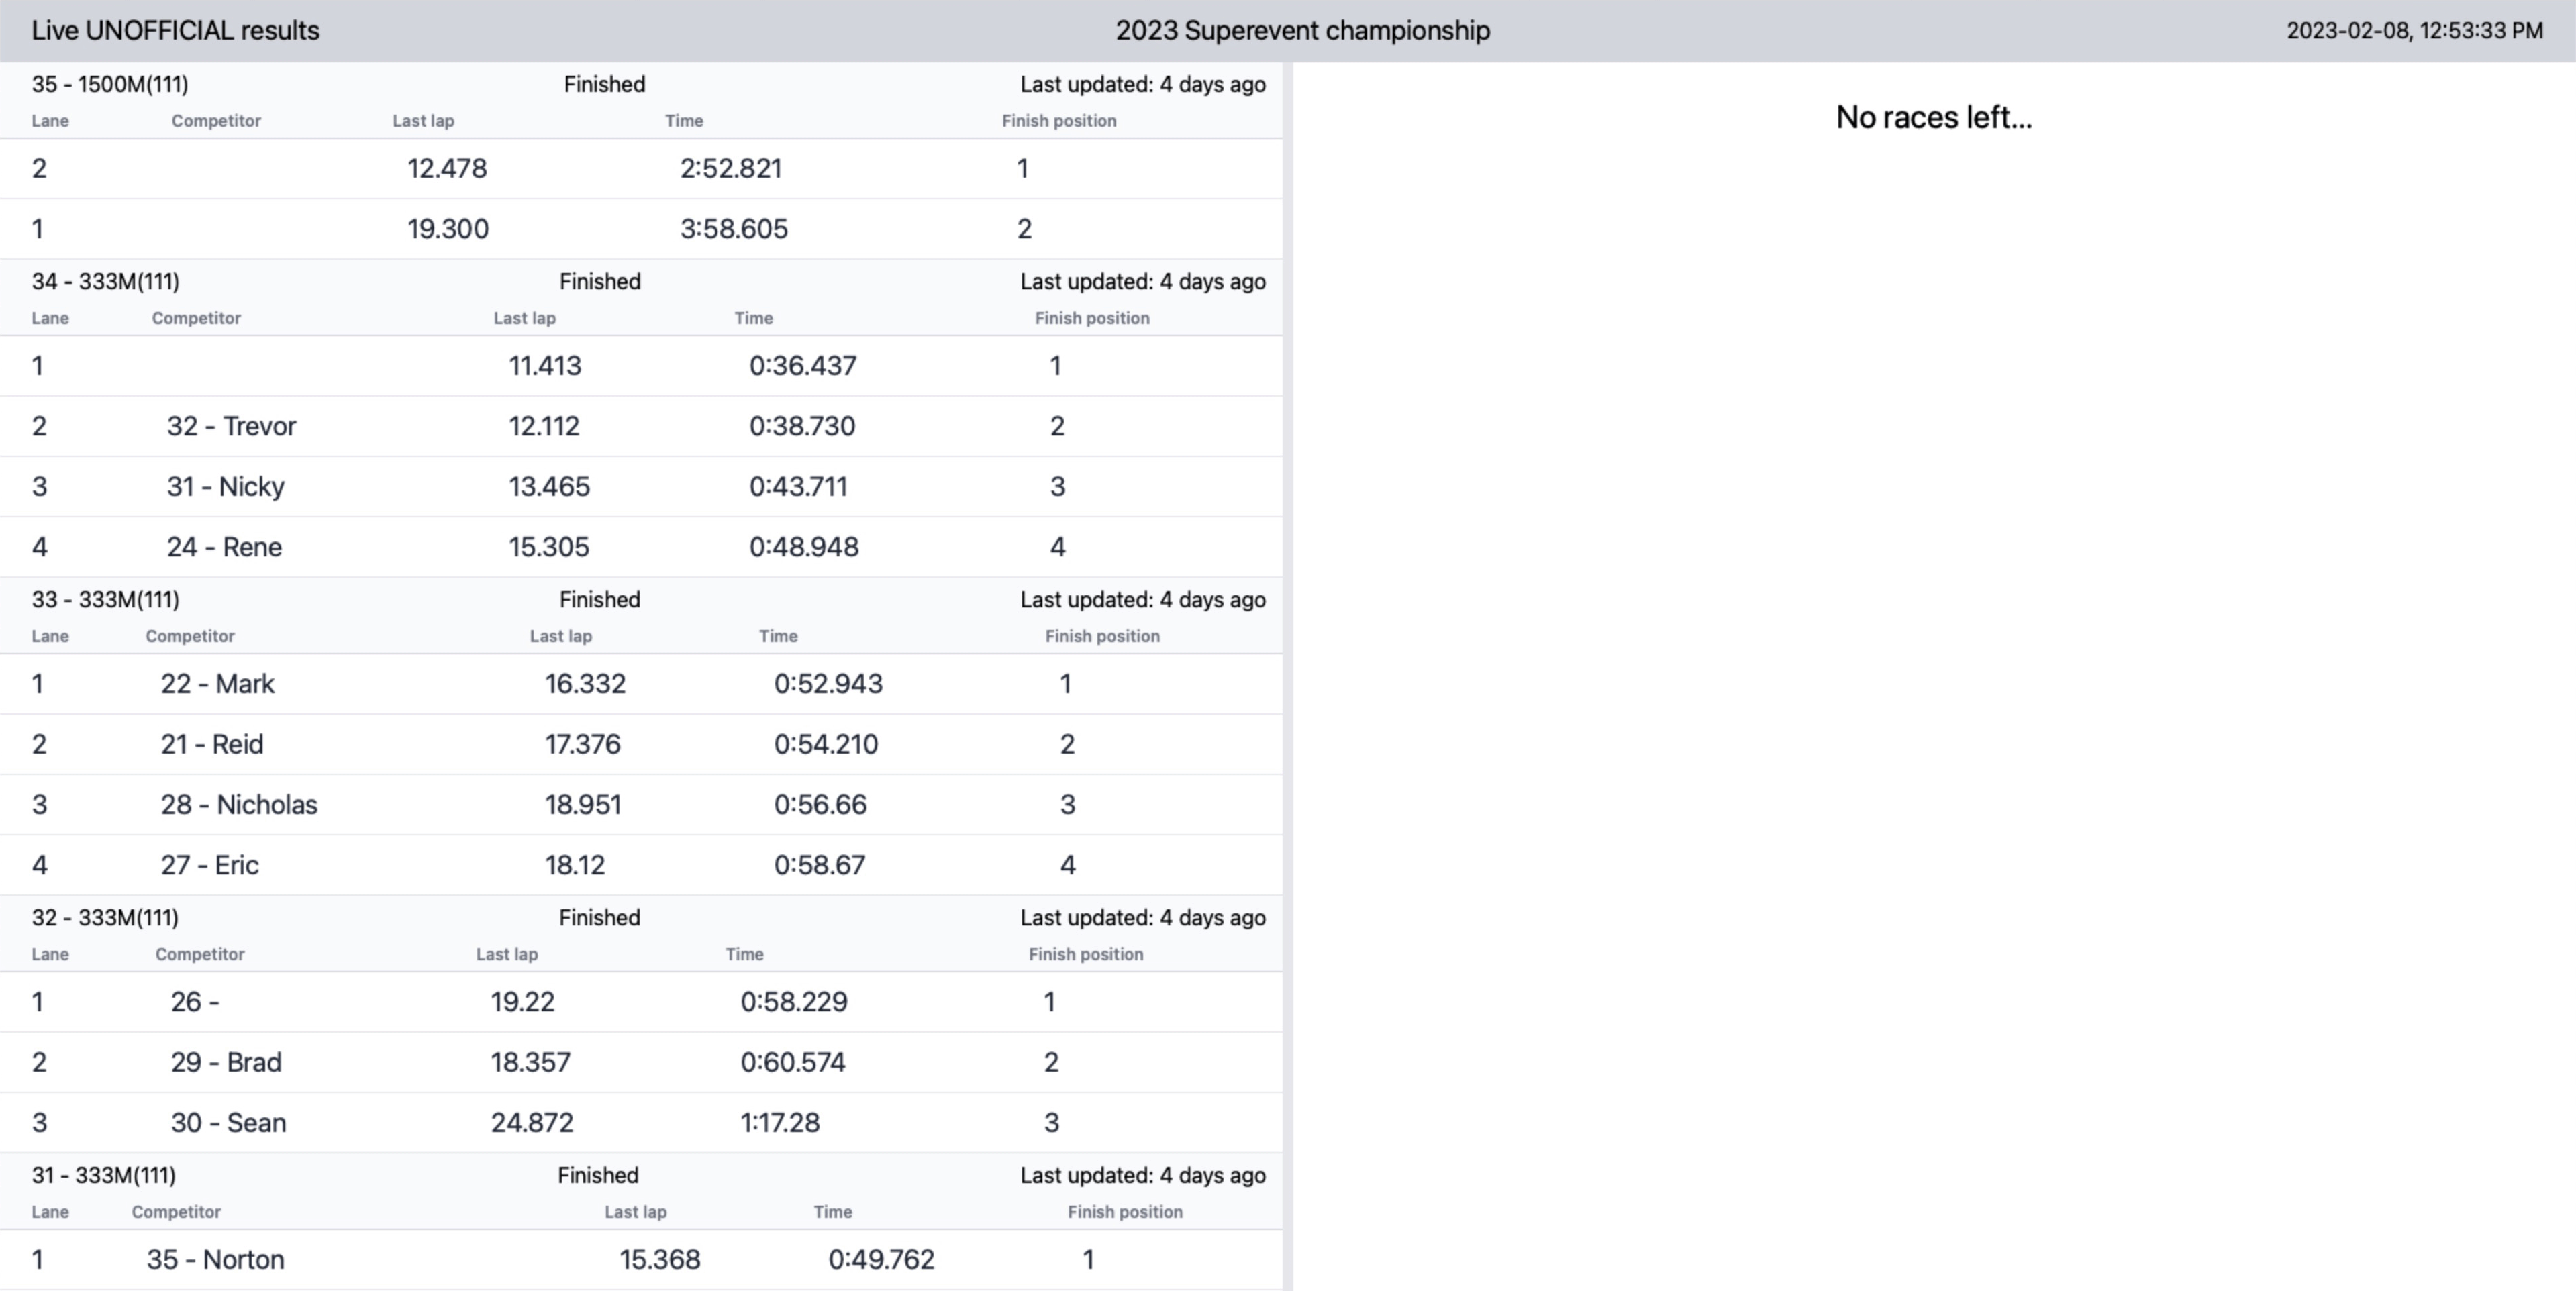 Live UNOFFICIAL results 2023 Superevent championship 2023-02-08, 12:53:33 PM
35 - 1500M(111) Finished Last updated: 4 days ago
Lane Competitor Last lap Time Finish position
2 12.478 2:52.821 1
1 19.300 3:58.605 2
34 - 333M(111) Finished Last updated: 4 days ago
Lane Competitor Last lap Time Finish position
1 11.413 0:36.437 1
2 32 - Trevor 12.112 0:38.730 2
3 31 - Nicky 13.465 0:43.711 3
4 24 - Rene 15.305 0:48.948 4
33 - 333M(111) Finished Last updated: 4 days ago
Lane Competitor Last lap Time Finish position
1 22 - Mark 16.332 0:52.943 1
2 21 - Reid 17.376 0:54.210 2
3 28 - Nicholas 18.951 0:56.66 3
4 27 - Eric 18.12 0:58.67 4
32 - 333M(111) Finished Last updated: 4 days ago
Lane Competitor Last lap Time Finish position
1 26 - 19.22 0:58.229 1
2 29 - Brad 18.357 0:60.574 2
3 30 - Sean 24.872 1:17.28 3
31 - 333M(111) Finished Last updated: 4 days ago
Lane Competitor Last lap Time Finish position
1 35 - Norton 15.368 0:49.762 1
No races left...